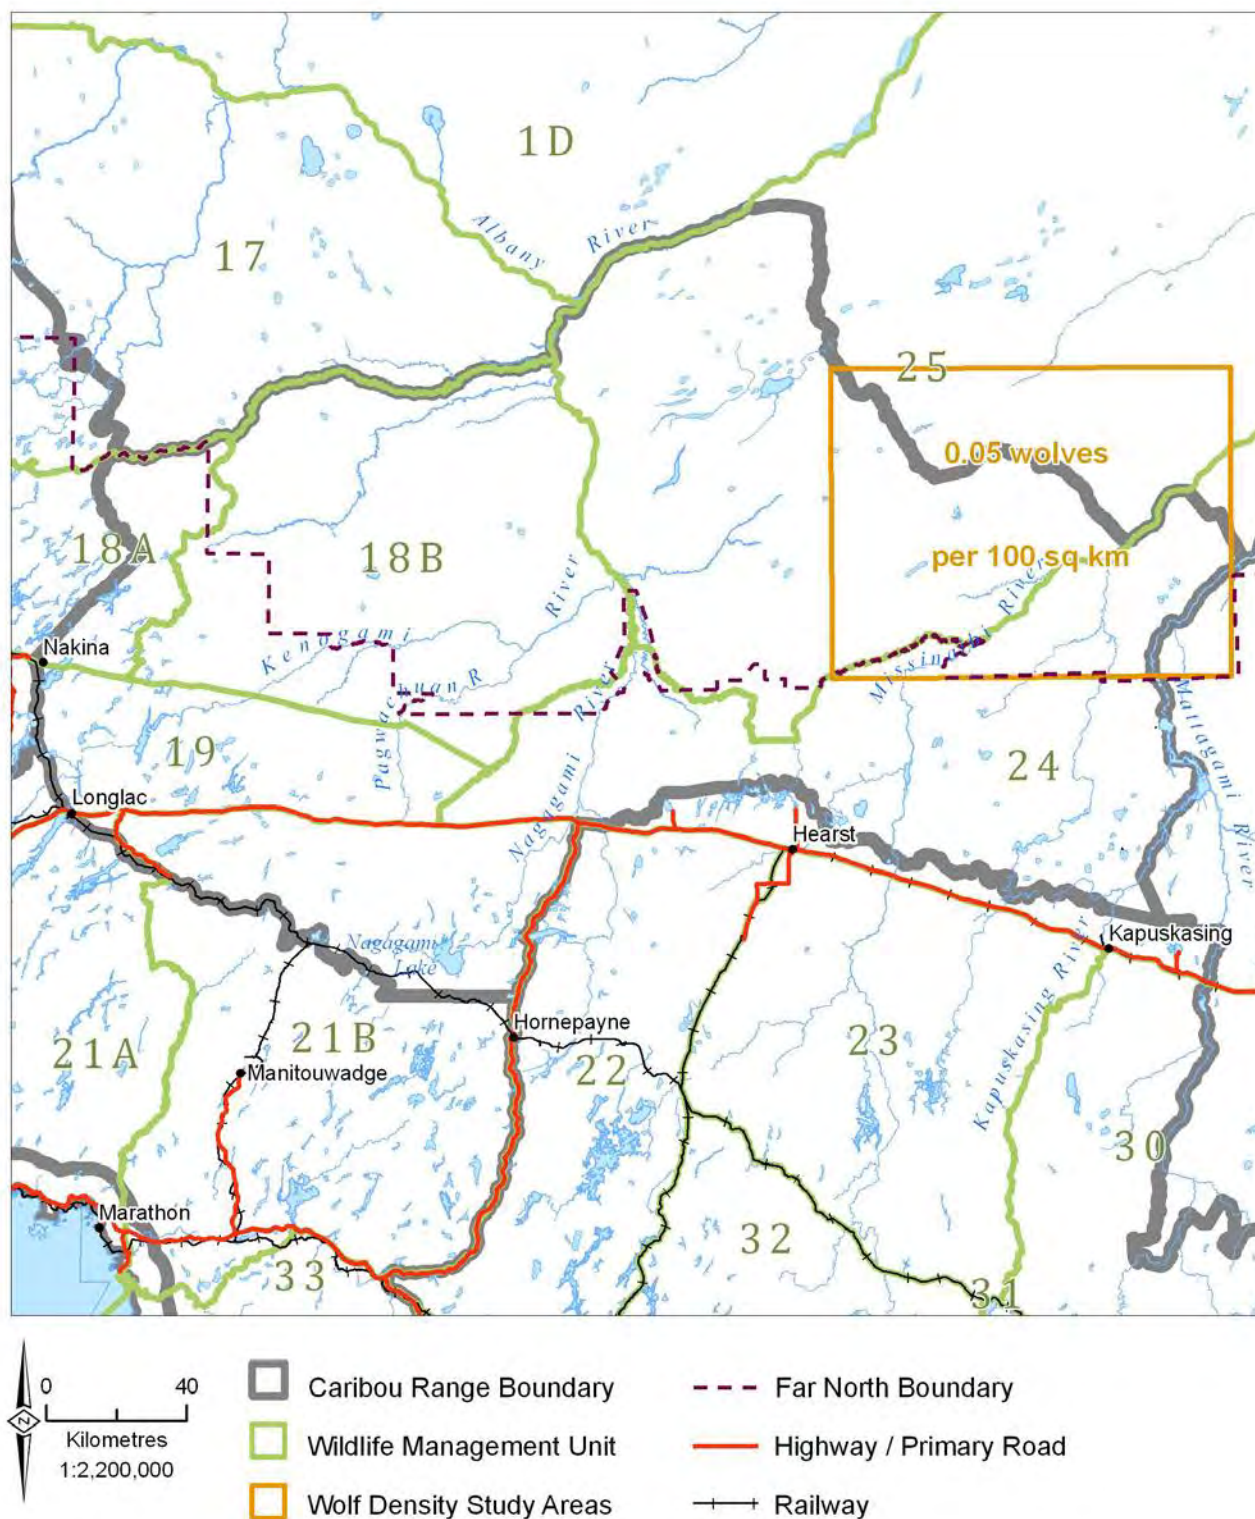 1D
Albany
River
17
25
0.05 wolves
18A
18B
per 100 sq km
River
Missinaibi River
Nakina
Kenogami
Pagwachuan R
River
Mattagami
River
19
24
Nagagami
Longlac
Hearst
Nagagami
Lake
Kapuskasing
Kapuskasing River
Hornepayne
21A
21B
22
23
Manitouwadge
30
Marathon
32
33
31
N
0 40
Kilometres
1:2,200,000
Caribou Range Boundary
Wildlife Management Unit
Wolf Density Study Areas
Far North Boundary
Highway / Primary Road
Railway